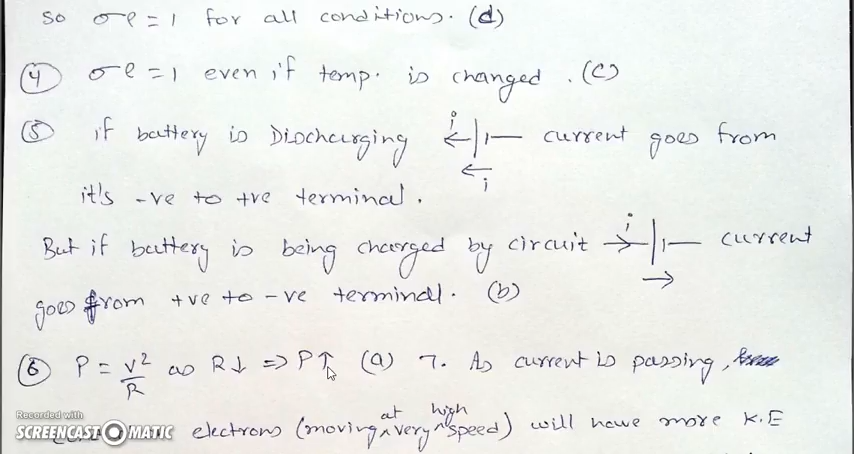 so σρ = 1 for all conditions. (d)
④ σρ = 1 even if temp. is changed. (c)
⑤ if battery is Discharging i current goes from
i
it's -ve to +ve terminal.
But if battery is being charged by circuit i current
goes from +ve to -ve terminal. (b)
⑥ P = V²/R as R↓ ⇒ P↑ (a) 7. As current is passing,
Recorded with
SCREENCAST O MATIC
electrons (moving at very high speed) will have more K.E